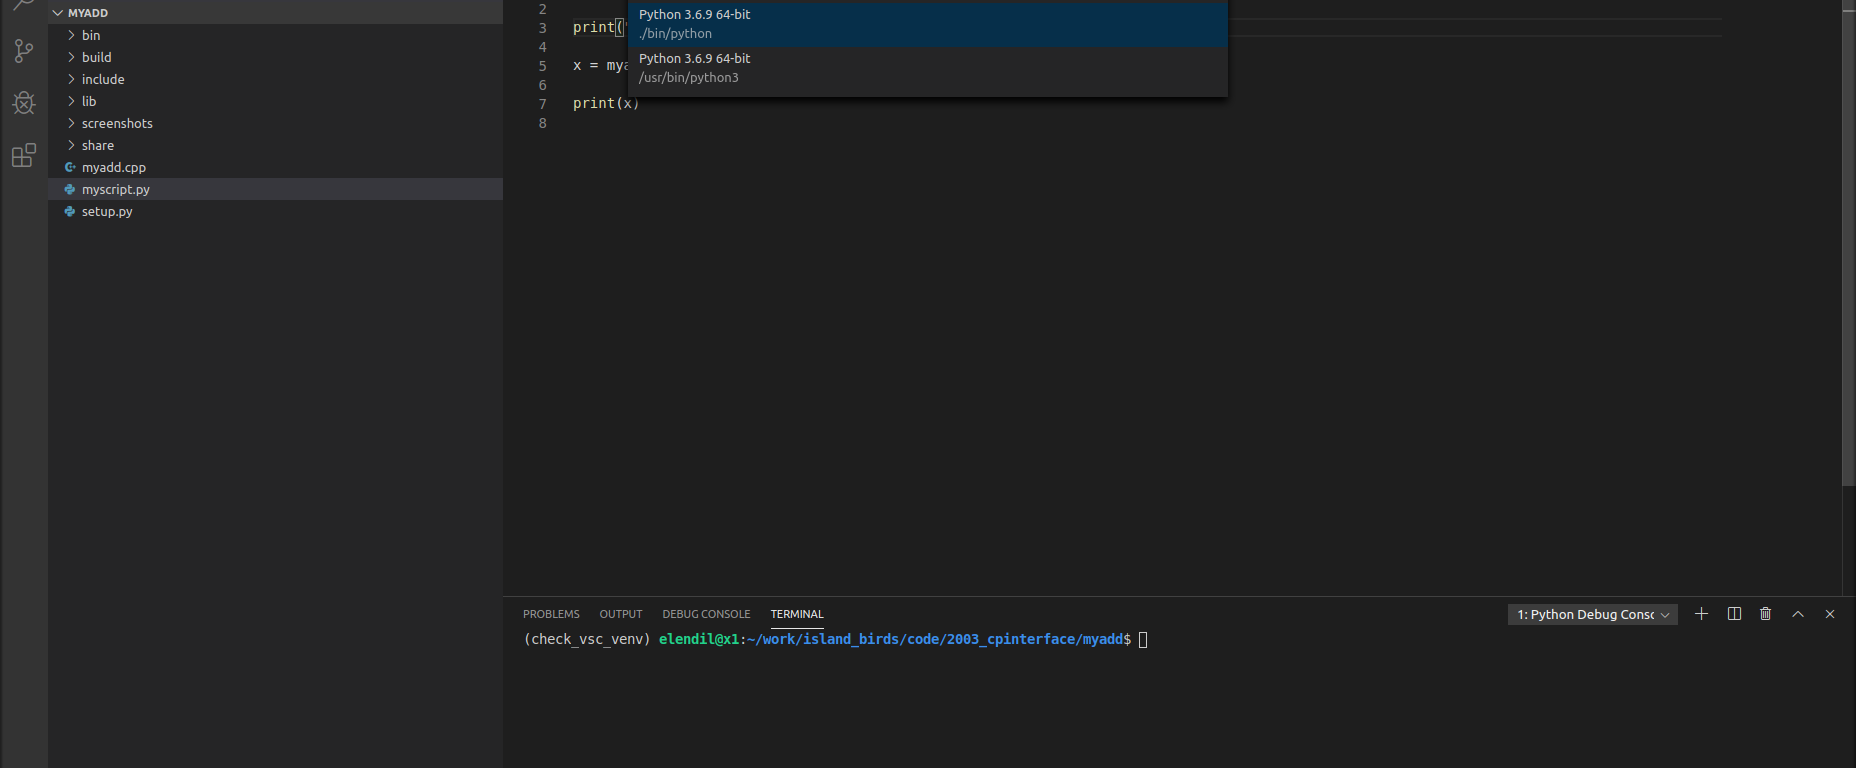 MYADD
bin
build
include
lib
screenshots
share
myadd.cpp
myscript.py
setup.py
2
3 print(
4
5 x = mya
6
7 print(x)
8
Python 3.6.9 64-bit
./bin/python
Python 3.6.9 64-bit
/usr/bin/python3
PROBLEMS OUTPUT DEBUG CONSOLE TERMINAL
1: Python Debug Consc
(check_vsc_venv) elendil@x1:~/work/island_birds/code/2003_cpinterface/myadd$